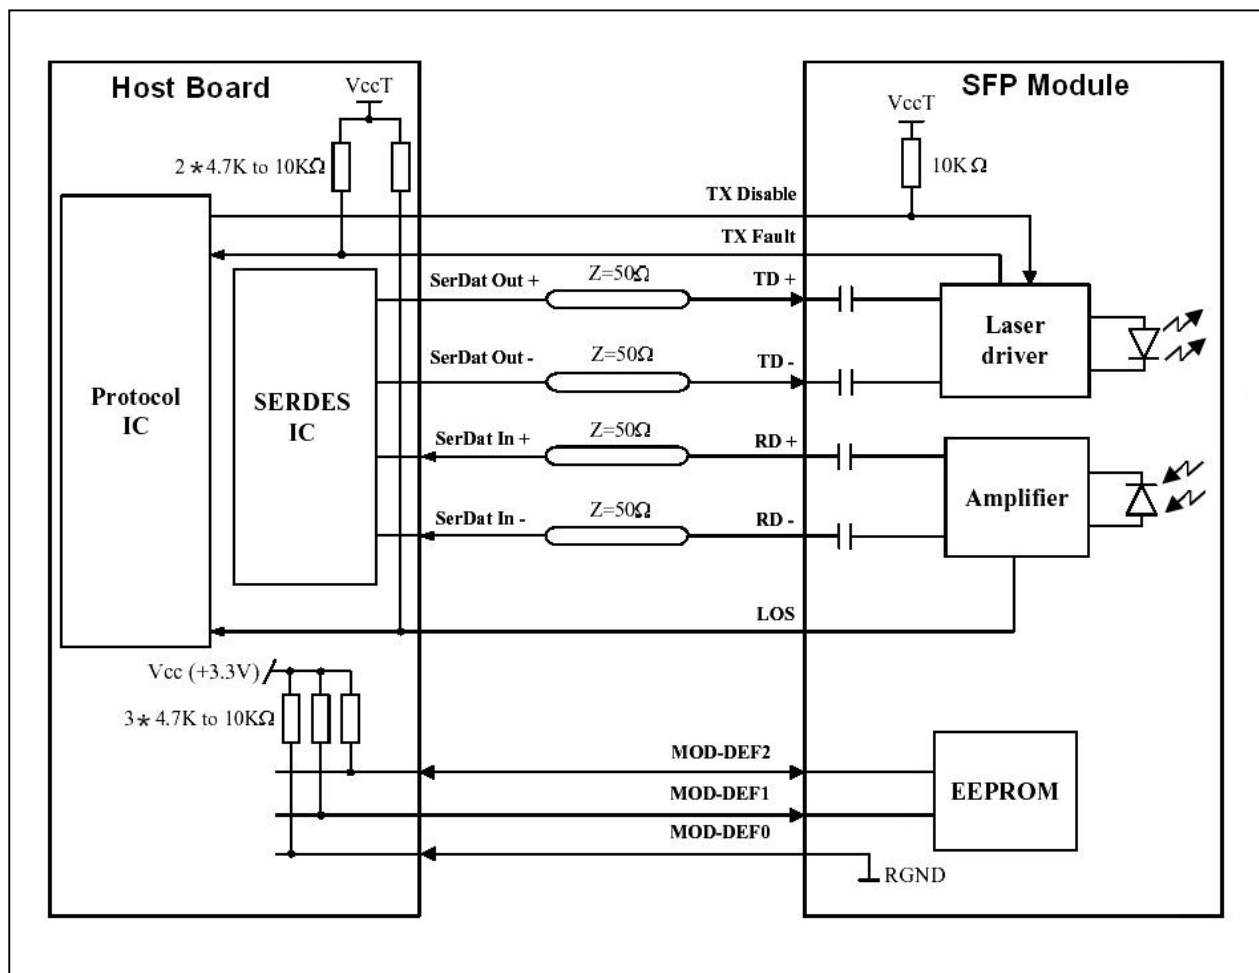 Host Board
SFP Module
VccT
VccT
2*4.7K to 10KΩ
10KΩ
TX Disable
TX Fault
SerDat Out +
Z=50Ω
TD +
Laser
driver
SerDat Out -
Z=50Ω
TD -
Protocol
IC
SERDES
IC
SerDat In +
Z=50Ω
RD +
Amplifier
SerDat In -
Z=50Ω
RD -
LOS
Vcc (+3.3V)
3*4.7K to 10KΩ
MOD-DEF2
MOD-DEF1
EEPROM
MOD-DEF0
RGND